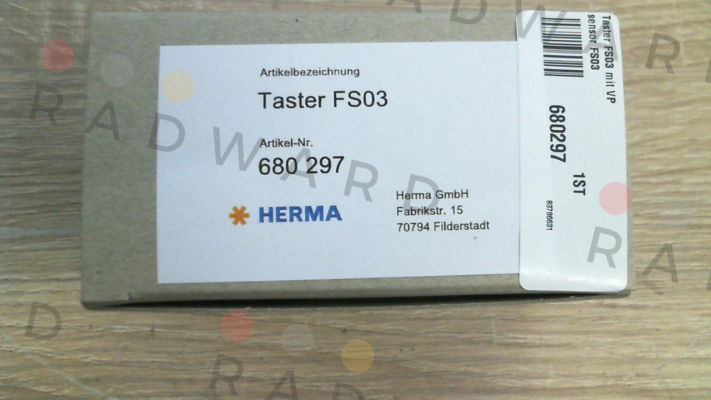 Artikelbezeichnung
Taster FS03
Artikel-Nr.
680 297
HERMA
Herma GmbH
Fabrikstr. 15
70794 Filderstadt
Taster FS03 mit VP
sensor FS03
680297
1ST
RADWARD
RADWARD